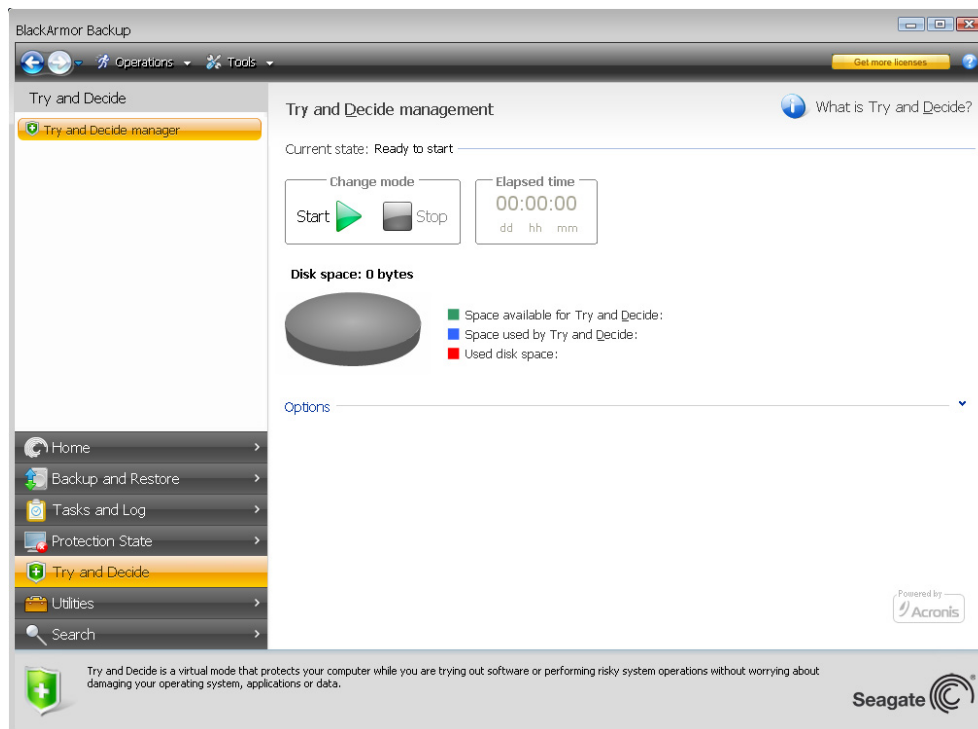 BlackArmor Backup
Operations Tools Get more licenses ?
Try and Decide
Try and Decide manager
Try and Decide management
What is Try and Decide?
Current state: Ready to start
Change mode
Start Stop
Elapsed time
00:00:00
dd hh mm
Disk space: 0 bytes
Space available for Try and Decide:
Space used by Try and Decide:
Used disk space:
Options
Home
Backup and Restore
Tasks and Log
Protection State
Try and Decide
Utilities
Search
Powered by
Acronis
Try and Decide is a virtual mode that protects your computer while you are trying out software or performing risky system operations without worrying about
damaging your operating system, applications or data.
Seagate